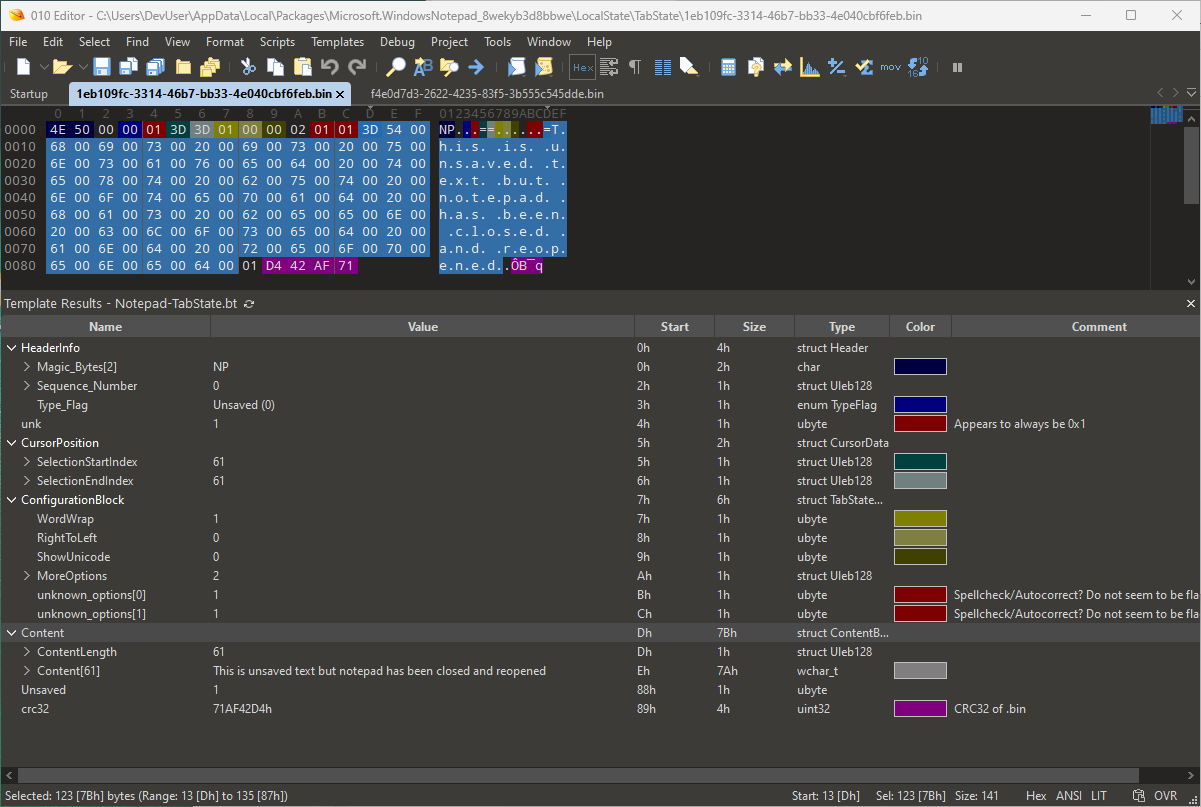 010 Editor - C:\Users\DevUser\AppData\Local\Packages\Microsoft.WindowsNotepad_8wekyb3d8bbwe\LocalState\TabState\1eb109fc-3314-46b7-bb33-4e040cbf6feb.bin
File Edit Select Find View Format Scripts Templates Debug Project Tools Window Help
Hex mov
Startup 1eb109fc-3314-46b7-bb33-4e040cbf6feb.bin f4e0d7d3-2622-4235-83f5-3b555c545dde.bin
0 1 2 3 4 5 6 7 8 9 A B C D E F 0123456789ABCDEF
0000 4E 50 00 00 01 3D 3D 01 00 00 02 01 01 3D 54 00 NP...==......=T.
0010 68 00 69 00 73 00 20 00 69 00 73 00 20 00 75 00 h.i.s. .i.s. .u.
0020 6E 00 73 00 61 00 76 00 65 00 64 00 20 00 74 00 n.s.a.v.e.d. .t.
0030 65 00 78 00 74 00 20 00 62 00 75 00 74 00 20 00 e.x.t. .b.u.t. .
0040 6E 00 6F 00 74 00 65 00 70 00 61 00 64 00 20 00 n.o.t.e.p.a.d. .
0050 68 00 61 00 73 00 20 00 62 00 65 00 65 00 6E 00 h.a.s. .b.e.e.n.
0060 20 00 63 00 6C 00 6F 00 73 00 65 00 64 00 20 00 .c.l.o.s.e.d. .
0070 61 00 6E 00 64 00 20 00 72 00 65 00 6F 00 70 00 a.n.d. .r.e.o.p.
0080 65 00 6E 00 65 00 64 00 01 D4 42 AF 71 e.n.e.d..ÔB¯q
Template Results - Notepad-TabState.bt
Name Value Start Size Type Color Comment
HeaderInfo 0h 4h struct Header
Magic_Bytes[2] NP 0h 2h char
Sequence_Number 0 2h 1h struct Uleb128
Type_Flag Unsaved (0) 3h 1h enum TypeFlag
unk 1 4h 1h ubyte Appears to always be 0x1
CursorPosition 5h 2h struct CursorData
SelectionStartIndex 61 5h 1h struct Uleb128
SelectionEndIndex 61 6h 1h struct Uleb128
ConfigurationBlock 7h 6h struct TabState...
WordWrap 1 7h 1h ubyte
RightToLeft 0 8h 1h ubyte
ShowUnicode 0 9h 1h ubyte
MoreOptions 2 Ah 1h struct Uleb128
unknown_options[0] 1 Bh 1h ubyte Spellcheck/Autocorrect? Do not seem to be fla
unknown_options[1] 1 Ch 1h ubyte Spellcheck/Autocorrect? Do not seem to be fla
Content Dh 7Bh struct ContentB...
ContentLength 61 Dh 1h struct Uleb128
Content[61] This is unsaved text but notepad has been closed and reopened Eh 7Ah wchar_t
Unsaved 1 88h 1h ubyte
crc32 71AF42D4h 89h 4h uint32 CRC32 of .bin
Selected: 123 [7Bh] bytes (Range: 13 [Dh] to 135 [87h]) Start: 13 [Dh] Sel: 123 [7Bh] Size: 141 Hex ANSI LIT OVR